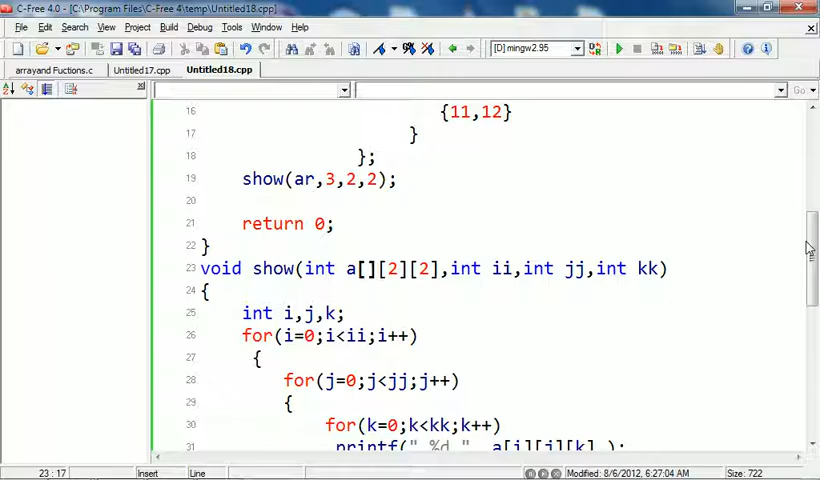 C-Free 4.0 - [C:\Program Files\C-Free 4\temp\Untitled18.cpp]
File Edit Search View Project Build Debug Tools Window Help
[D] mingw2.95
arrayand Fuctions.c Untitled17.cpp Untitled18.cpp
Go
16 {11,12}
17 }
18 };
19 show(ar,3,2,2);
20
21 return 0;
22 }
23 void show(int a[][2][2],int ii,int jj,int kk)
24 {
25 int i,j,k;
26 for(i=0;i<ii;i++)
27 {
28 for(j=0;j<jj;j++)
29 {
30 for(k=0;k<kk;k++)
31 printf(" %d ", a[i][j][k] );
23 : 17 Insert Line Modified: 8/6/2012, 6:27:04 AM Size: 722